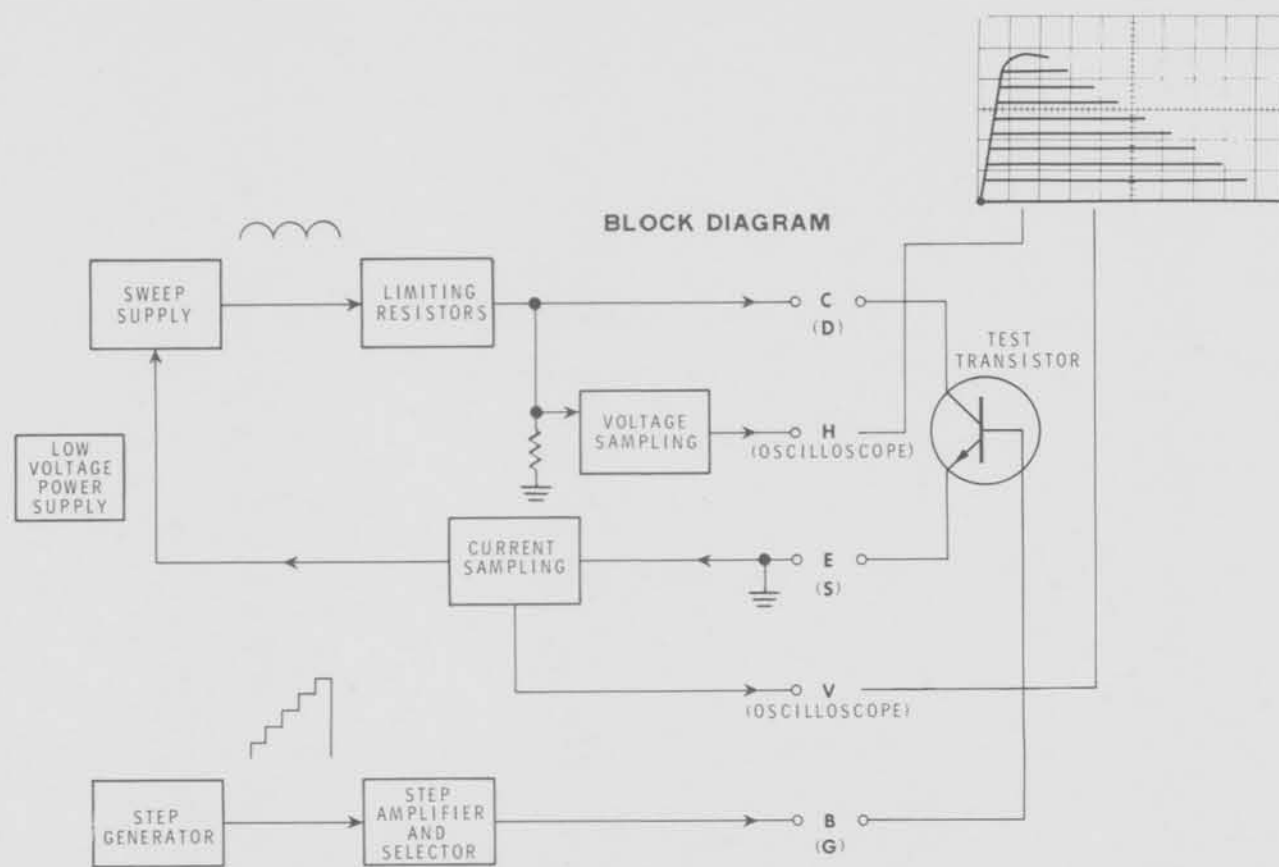 BLOCK DIAGRAM
SWEEP
SUPPLY
LIMITING
RESISTORS
C
(D)
TEST
TRANSISTOR
VOLTAGE
SAMPLING
H
(OSCILLOSCOPE)
LOW
VOLTAGE
POWER
SUPPLY
CURRENT
SAMPLING
E
(S)
V
(OSCILLOSCOPE)
STEP
GENERATOR
STEP
AMPLIFIER
AND
SELECTOR
B
(G)